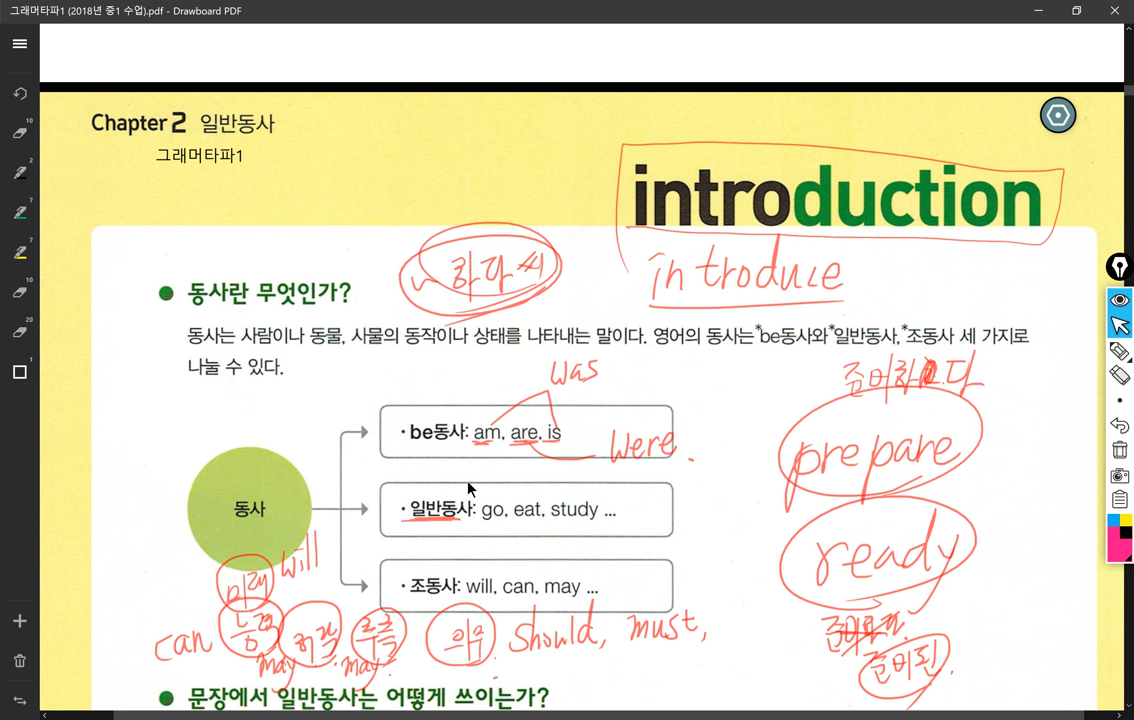 그래머타파1 (2018년 중1 수업).pdf - Drawboard PDF
10
2
7
7
10
20
1
Chapter 2 일반동사
그래머타파1
introduction
introduce
하다
동사란 무엇인가?
동사는 사람이나 동물, 사물의 동작이나 상태를 나타내는 말이다. 영어의 동사는 *be동사와 *일반동사, *조동사 세 가지로
나눌 수 있다.
was
준비하다
· be동사: am, are, is
were.
prepare
동사
· 일반동사: go, eat, study ...
ready
will
미래
· 조동사: will, can, may ...
can 능력 허락 추측 의무 should, must,
may may
준비된.
문장에서 일반동사는 어떻게 쓰이는가?